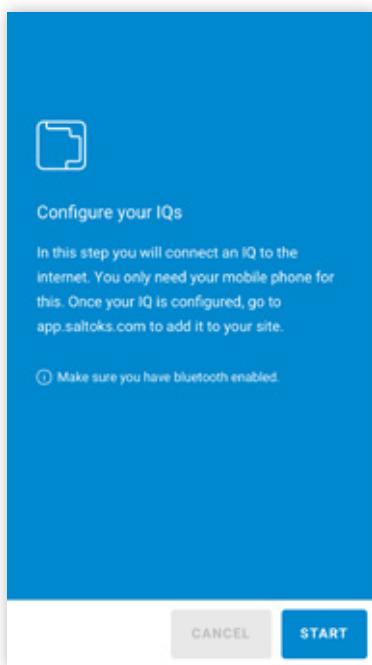 Configure your IQs
In this step you will connect an IQ to the
internet. You only need your mobile phone for
this. Once your IQ is configured, go to
app.saltoks.com to add it to your site.
Make sure you have bluetooth enabled.
CANCEL START